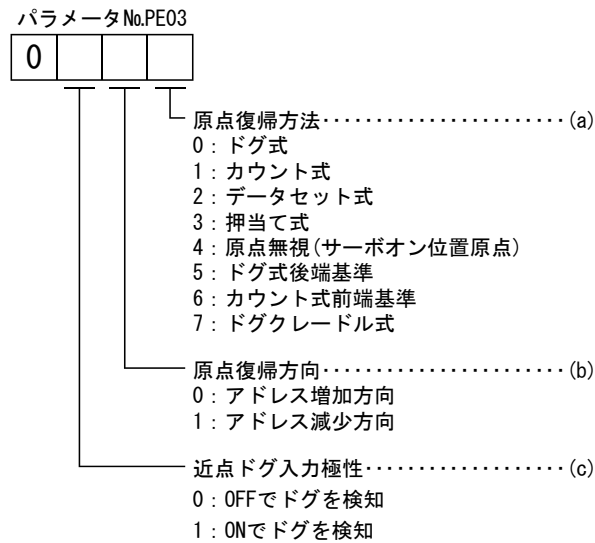 パラメータNo.PE03
0
原点復帰方法・・・・・・・・・・・・・・・・・・・・・・・(a)
0：ドグ式
1：カウント式
2：データセット式
3：押当て式
4：原点無視(サーボオン位置原点)
5：ドグ式後端基準
6：カウント式前端基準
7：ドグクレードル式
原点復帰方向・・・・・・・・・・・・・・・・・・・・・・・(b)
0：アドレス増加方向
1：アドレス減少方向
近点ドグ入力極性・・・・・・・・・・・・・・・・・・・(c)
0：OFFでドグを検知
1：ONでドグを検知